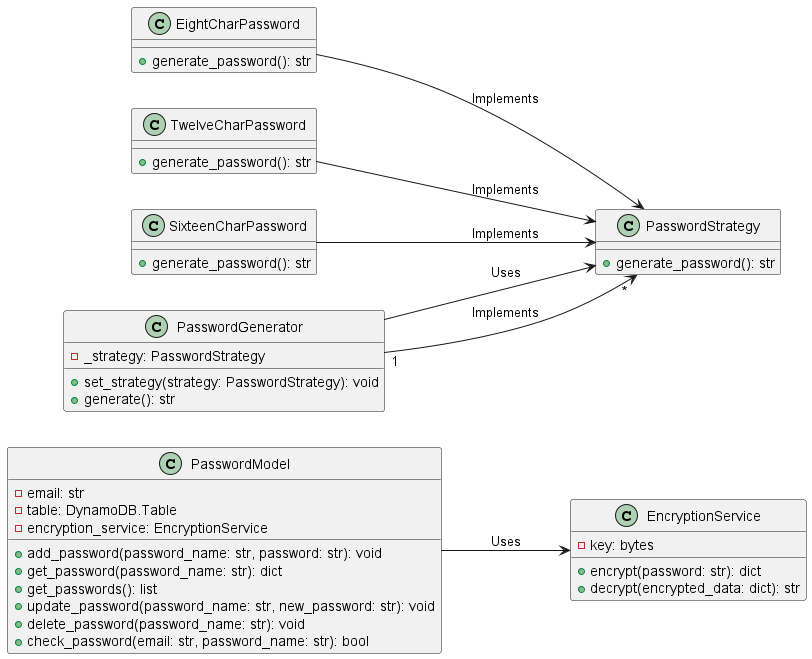 C EightCharPassword
generate_password(): str
Implements
C TwelveCharPassword
generate_password(): str
Implements
C SixteenCharPassword
generate_password(): str
Implements
C PasswordStrategy
generate_password(): str
Uses
Implements
*
1
C PasswordGenerator
_strategy: PasswordStrategy
set_strategy(strategy: PasswordStrategy): void
generate(): str
C PasswordModel
email: str
table: DynamoDB.Table
encryption_service: EncryptionService
add_password(password_name: str, password: str): void
get_password(password_name: str): dict
get_passwords(): list
update_password(password_name: str, new_password: str): void
delete_password(password_name: str): void
check_password(email: str, password_name: str): bool
Uses
C EncryptionService
key: bytes
encrypt(password: str): dict
decrypt(encrypted_data: dict): str